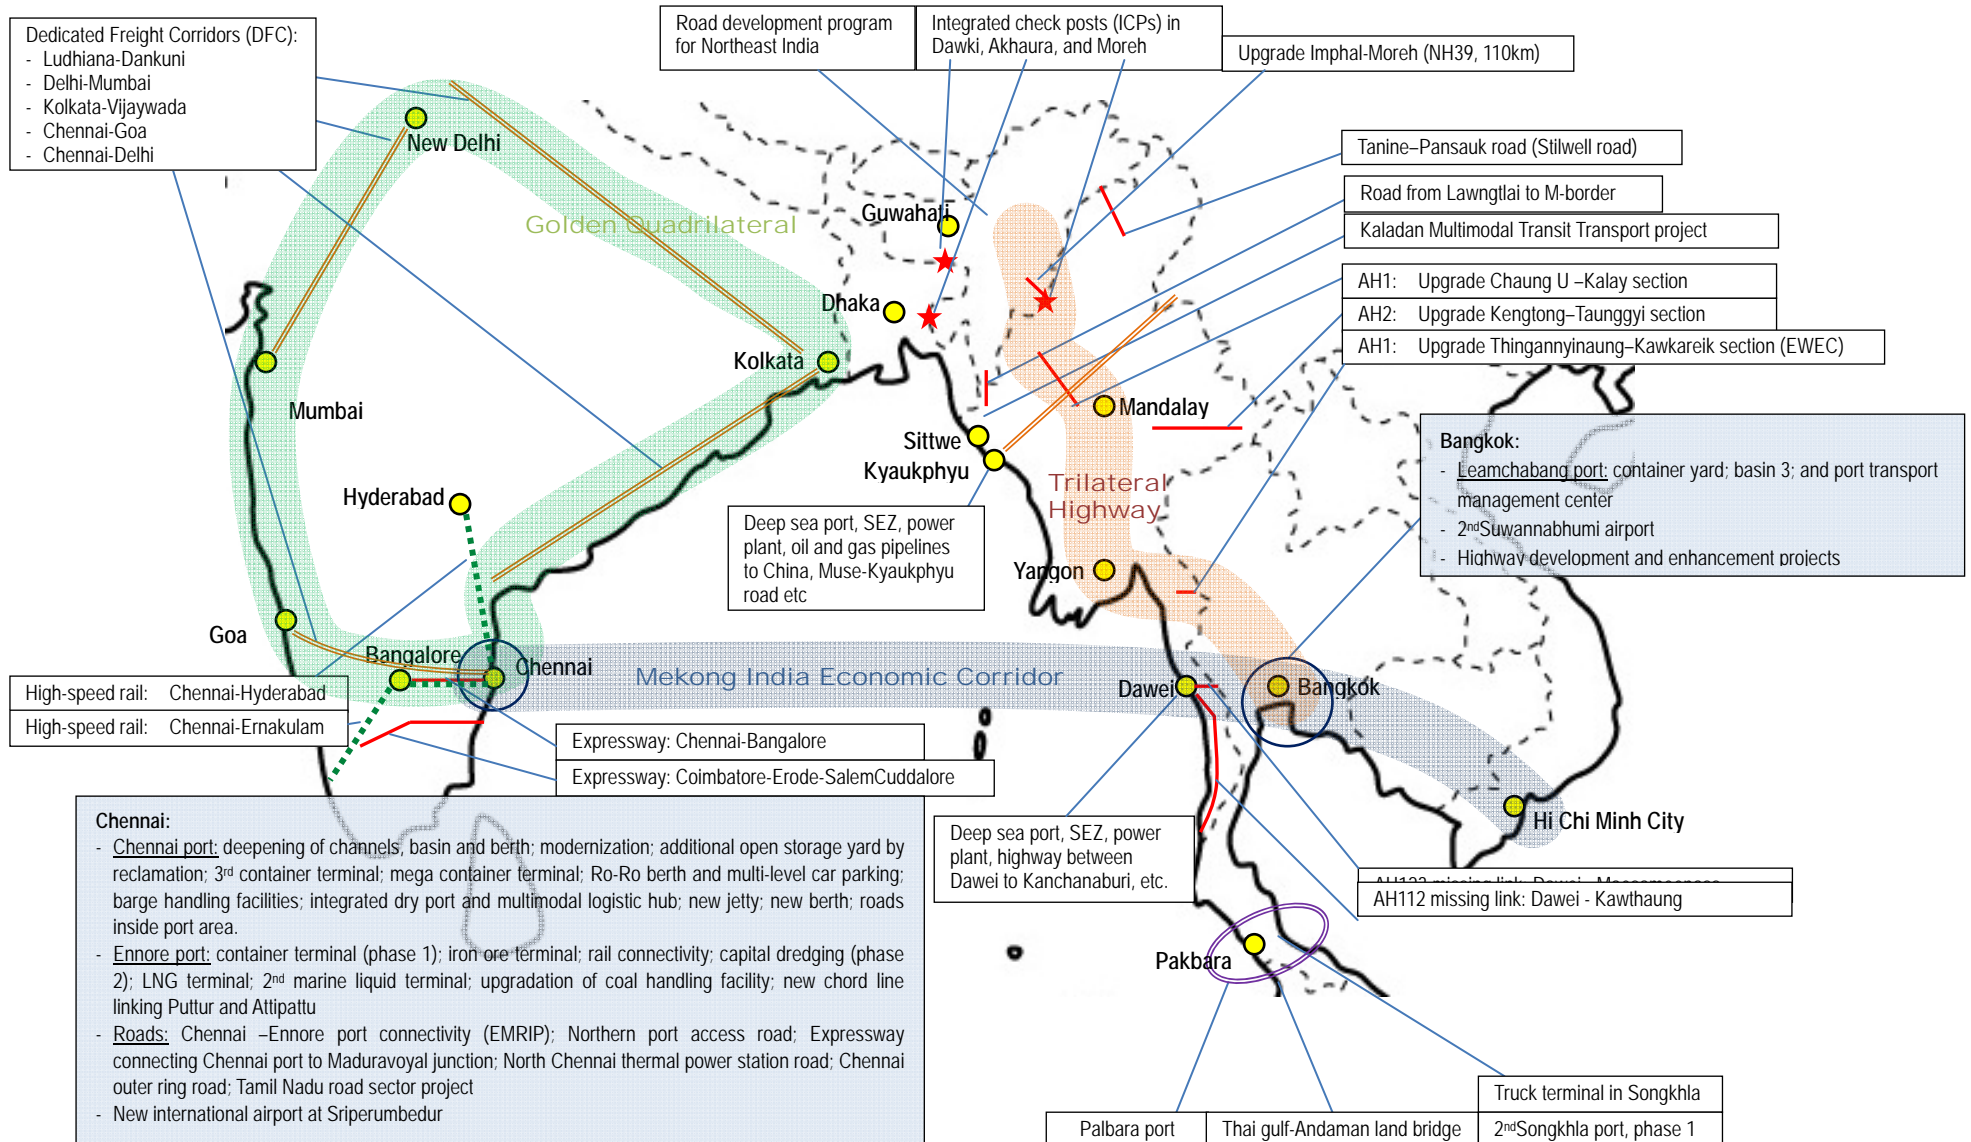 Dedicated Freight Corridors (DFC):
- Ludhiana-Dankuni
- Delhi-Mumbai
- Kolkata-Vijaywada
- Chennai-Goa
- Chennai-Delhi
Road development program
for Northeast India
Integrated check posts (ICPs) in
Dawki, Akhaura, and Moreh
Upgrade Imphal-Moreh (NH39, 110km)
Tanine–Pansauk road (Stilwell road)
Road from Lawngtlai to M-border
Kaladan Multimodal Transit Transport project
AH1: Upgrade Chaung U –Kalay section
AH2: Upgrade Kengtong–Taunggyi section
AH1: Upgrade Thingannyinaung–Kawkareik section (EWEC)
New Delhi
Golden Quadrilateral
Guwahati
Dhaka
Kolkata
Mumbai
Mandalay
Sittwe
Kyaukphyu
Hyderabad
Trilateral
Highway
Yangon
Deep sea port, SEZ, power
plant, oil and gas pipelines
to China, Muse-Kyaukphyu
road etc
Bangkok:
- Leamchabang port: container yard; basin 3; and port transport
management center
- 2nd Suwannabhumi airport
- Highway development and enhancement projects
Goa
Bangalore
Chennai
Mekong India Economic Corridor
Dawei
Bangkok
High-speed rail: Chennai-Hyderabad
High-speed rail: Chennai-Ernakulam
Expressway: Chennai-Bangalore
Expressway: Coimbatore-Erode-SalemCuddalore
Hi Chi Minh City
Deep sea port, SEZ, power
plant, highway between
Dawei to Kanchanaburi, etc.
missing link: Dawei -
AH112 missing link: Dawei - Kawthaung
Chennai:
- Chennai port: deepening of channels, basin and berth; modernization; additional open storage yard by
reclamation; 3rd container terminal; mega container terminal; Ro-Ro berth and multi-level car parking;
barge handling facilities; integrated dry port and multimodal logistic hub; new jetty; new berth; roads
inside port area.
- Ennore port: container terminal (phase 1); iron ore terminal; rail connectivity; capital dredging (phase
2); LNG terminal; 2nd marine liquid terminal; upgradation of coal handling facility; new chord line
linking Puttur and Attipattu
- Roads: Chennai –Ennore port connectivity (EMRIP); Northern port access road; Expressway
connecting Chennai port to Maduravoyal junction; North Chennai thermal power station road; Chennai
outer ring road; Tamil Nadu road sector project
- New international airport at Sriperumbedur
Pakbara
Palbara port
Thai gulf-Andaman land bridge
Truck terminal in Songkhla
2ndSongkhla port, phase 1